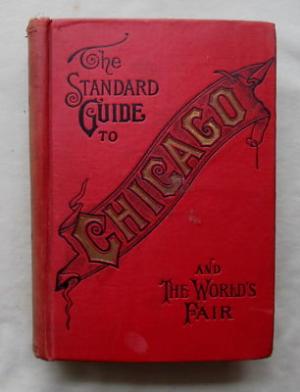 The
STANDARD
GUIDE
TO
CHICAGO
AND
THE WORLD'S
FAIR